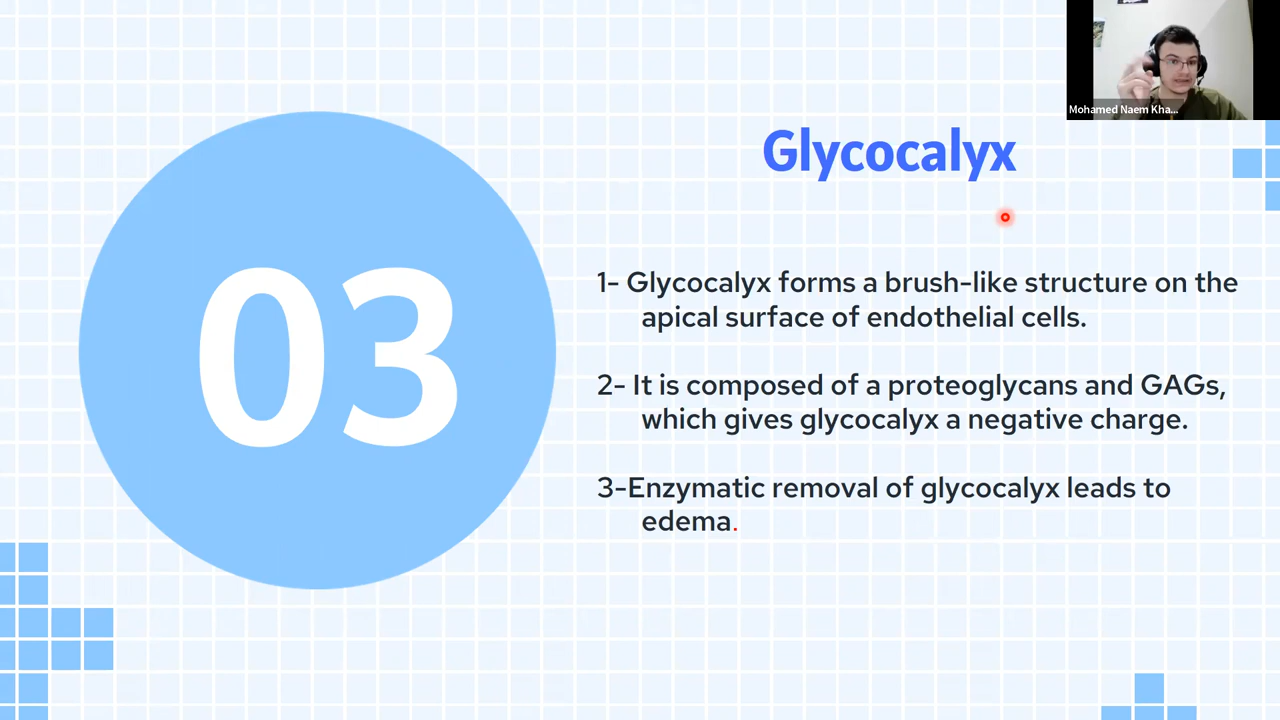 Mohamed Naem Kha...
Glycocalyx
03
1- Glycocalyx forms a brush-like structure on the
apical surface of endothelial cells.
2- It is composed of a proteoglycans and GAGs,
which gives glycocalyx a negative charge.
3-Enzymatic removal of glycocalyx leads to
edema.